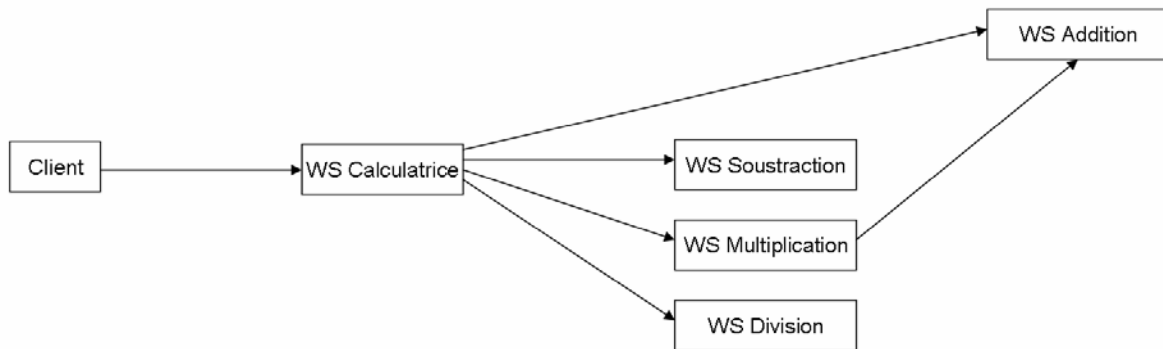 WS Addition
Client
WS Calculatrice
WS Soustraction
WS Multiplication
WS Division